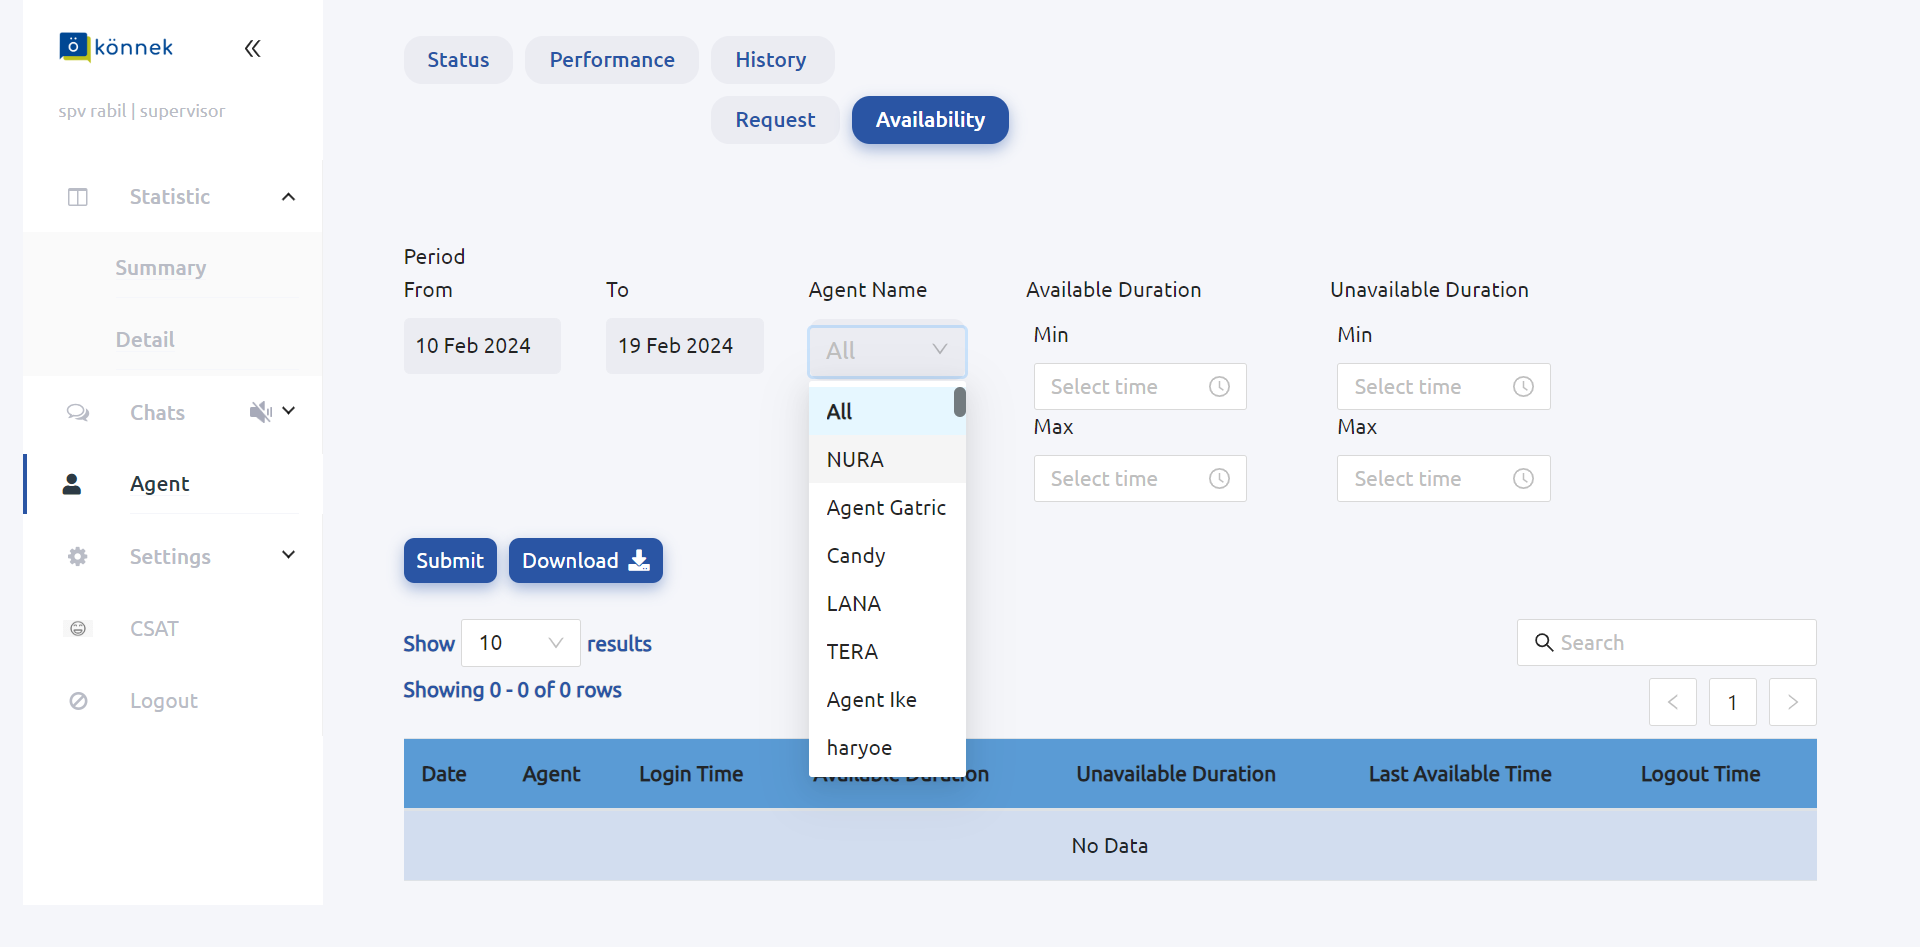 könnek
spv rabil | supervisor
Statistic
Summary
Detail
Chats
Agent
Settings
CSAT
Logout
Status
Performance
History
Request
Availability
Period
From
To
Agent Name
Available Duration
Unavailable Duration
10 Feb 2024
19 Feb 2024
All
Min
Select time
Max
Select time
Min
Select time
Max
Select time
All
NURA
Agent Gatric
Candy
LANA
TERA
Agent Ike
haryoe
Submit
Download
Show 10 results
Showing 0 - 0 of 0 rows
Search
< 1 >
Date Agent Login Time Available Duration Unavailable Duration Last Available Time Logout Time
No Data